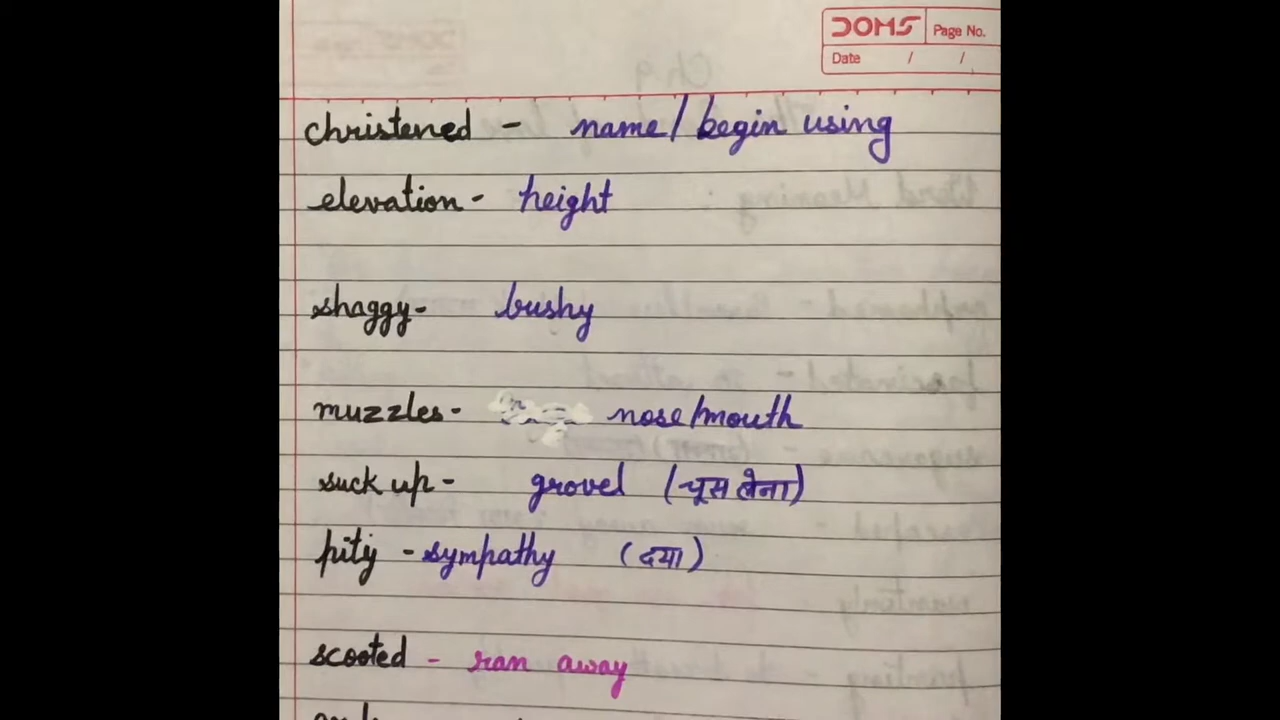 DOMS Page No.
Date / /
christened - name/begin using
elevation - height
shaggy - bushy
muzzles - nose/mouth
suck up - grovel (चूस लेना)
pity - sympathy (दया)
scooted - ran away